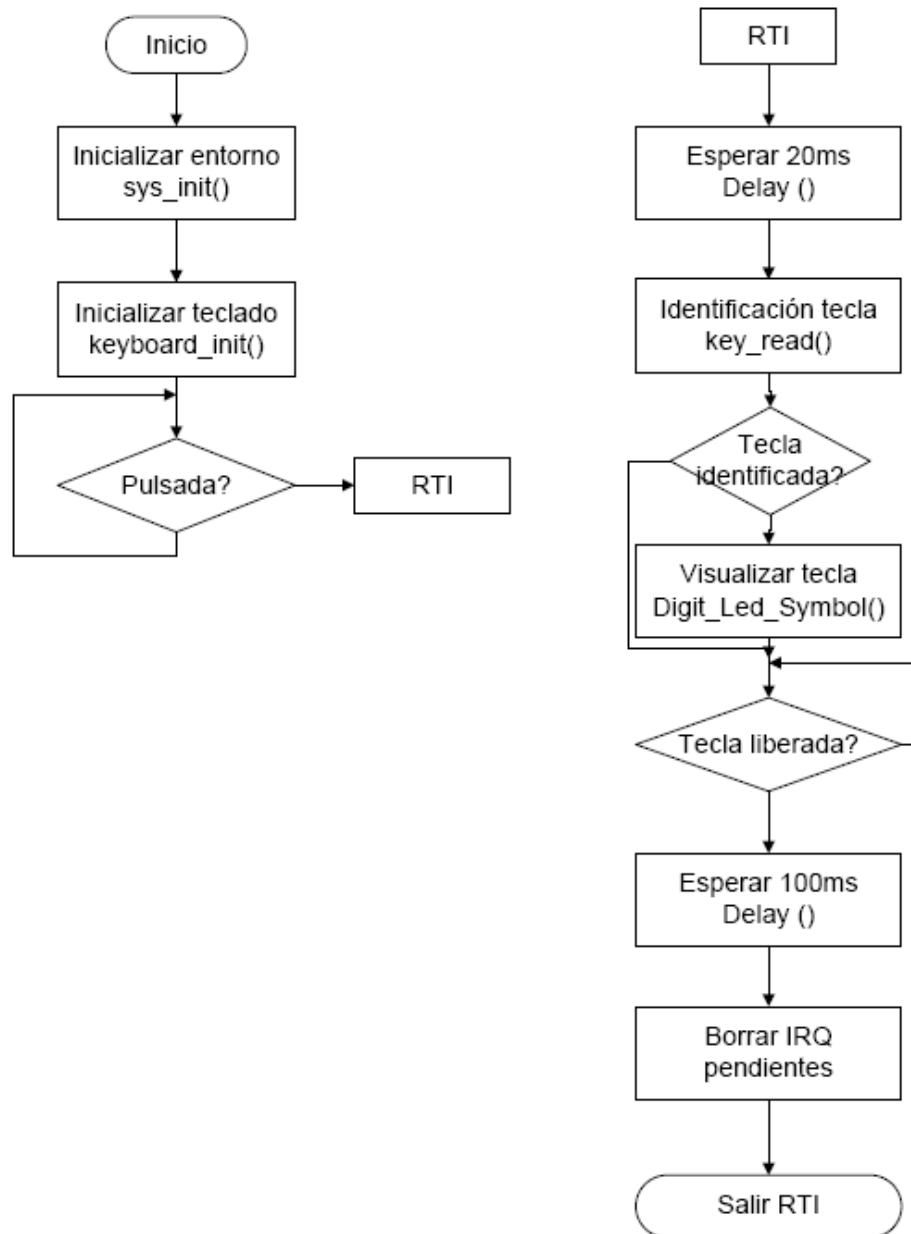 Inicio
Inicializar entorno
sys_init()
Inicializar teclado
keyboard_init()
Pulsada?
RTI
RTI
Esperar 20ms
Delay ()
Identificación tecla
key_read()
Tecla
identificada?
Visualizar tecla
Digit_Led_Symbol()
Tecla liberada?
Esperar 100ms
Delay ()
Borrar IRQ
pendientes
Salir RTI